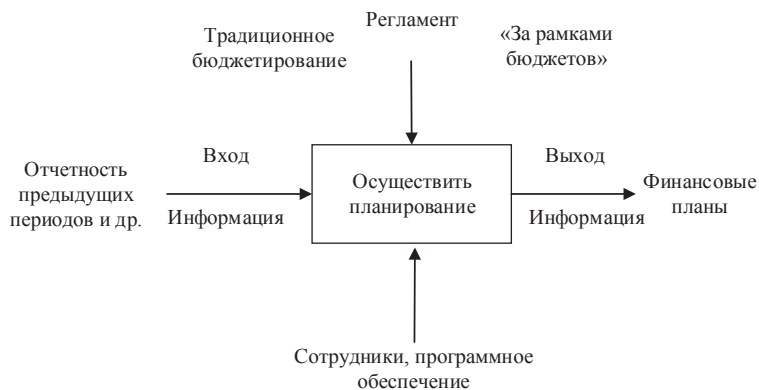 Регламент
Традиционное
бюджетирование
«За рамками
бюджетов»
Отчетность
предыдущих
периодов и др.
Вход
Информация
Осуществить
планирование
Выход
Информация
Финансовые
планы
Сотрудники, программное
обеспечение